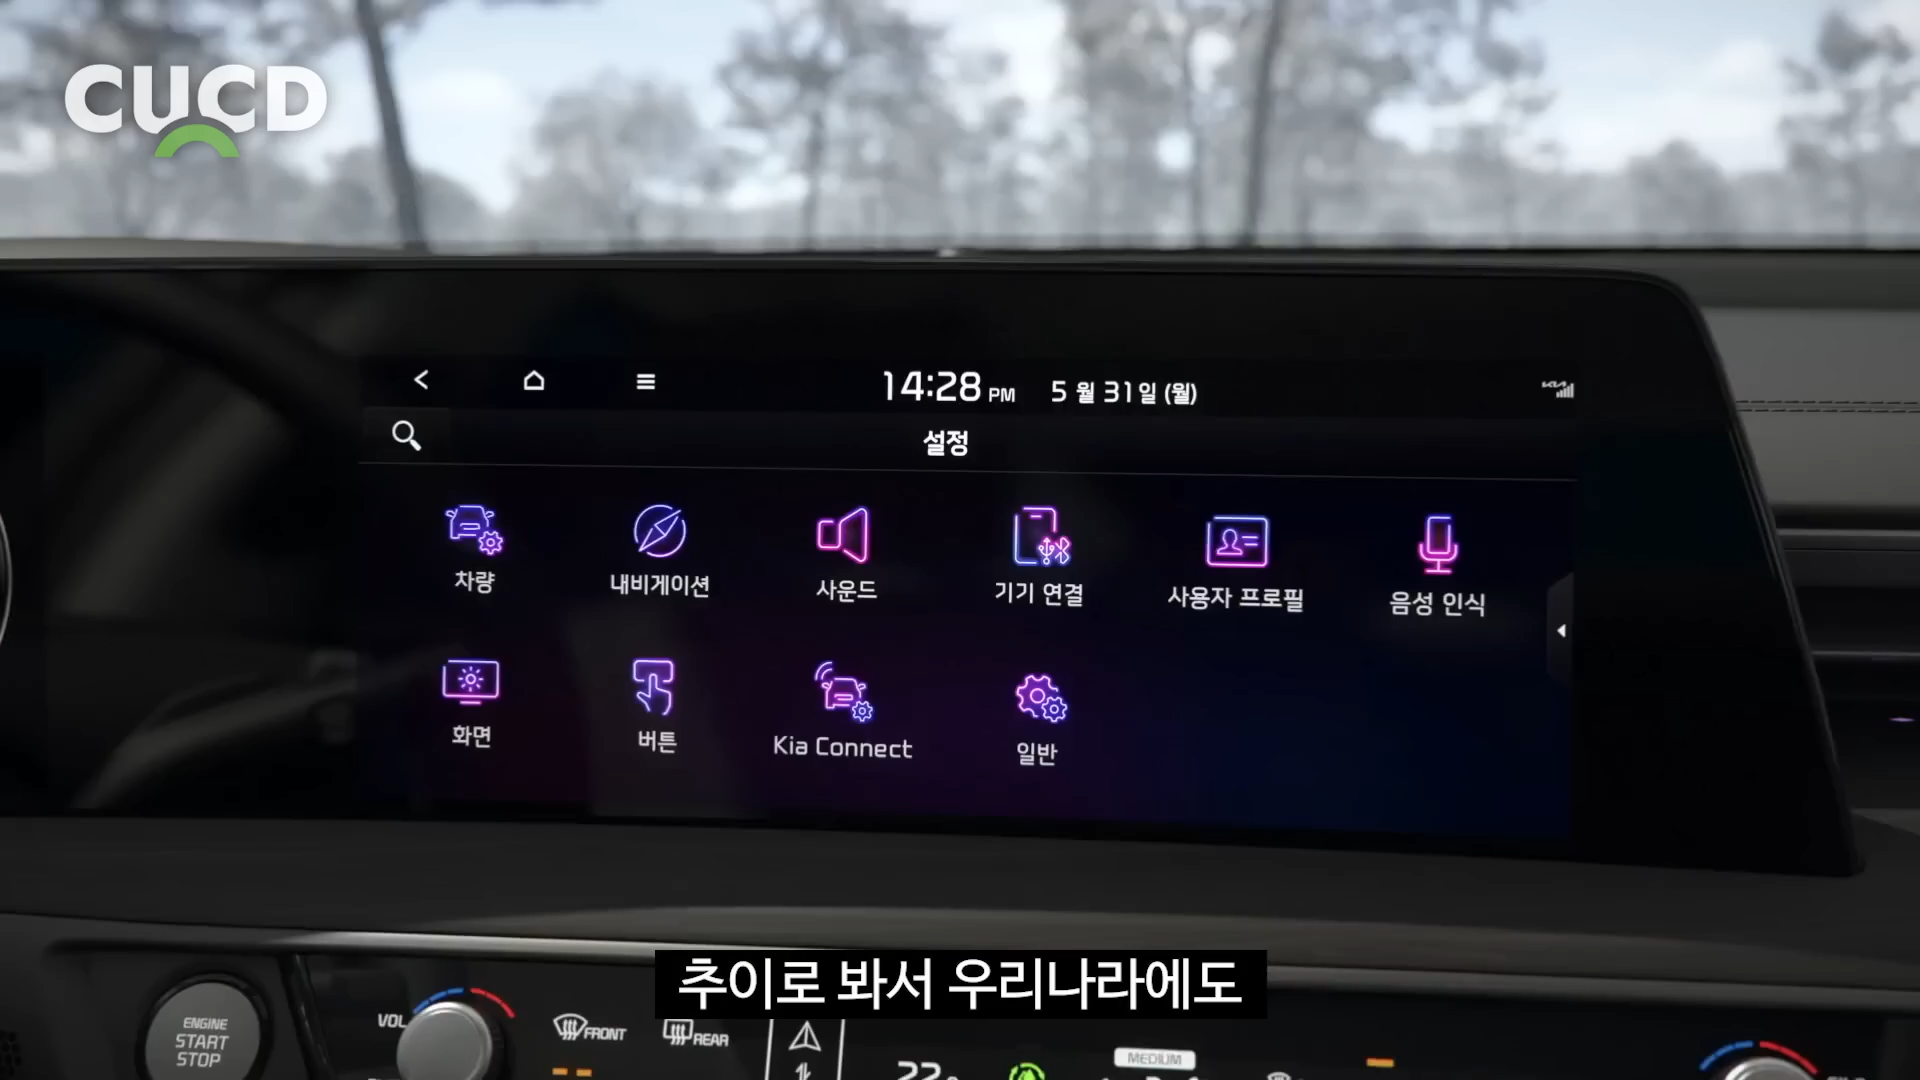 CUCD
14:28 PM 5 월 31 일 (월)
설정
차량
내비게이션
사운드
기기 연결
사용자 프로필
음성 인식
화면
버튼
Kia Connect
일반
추이로 봐서 우리나라에도
ENGINE
START
STOP
VOL
FRONT
REAR
MEDIUM